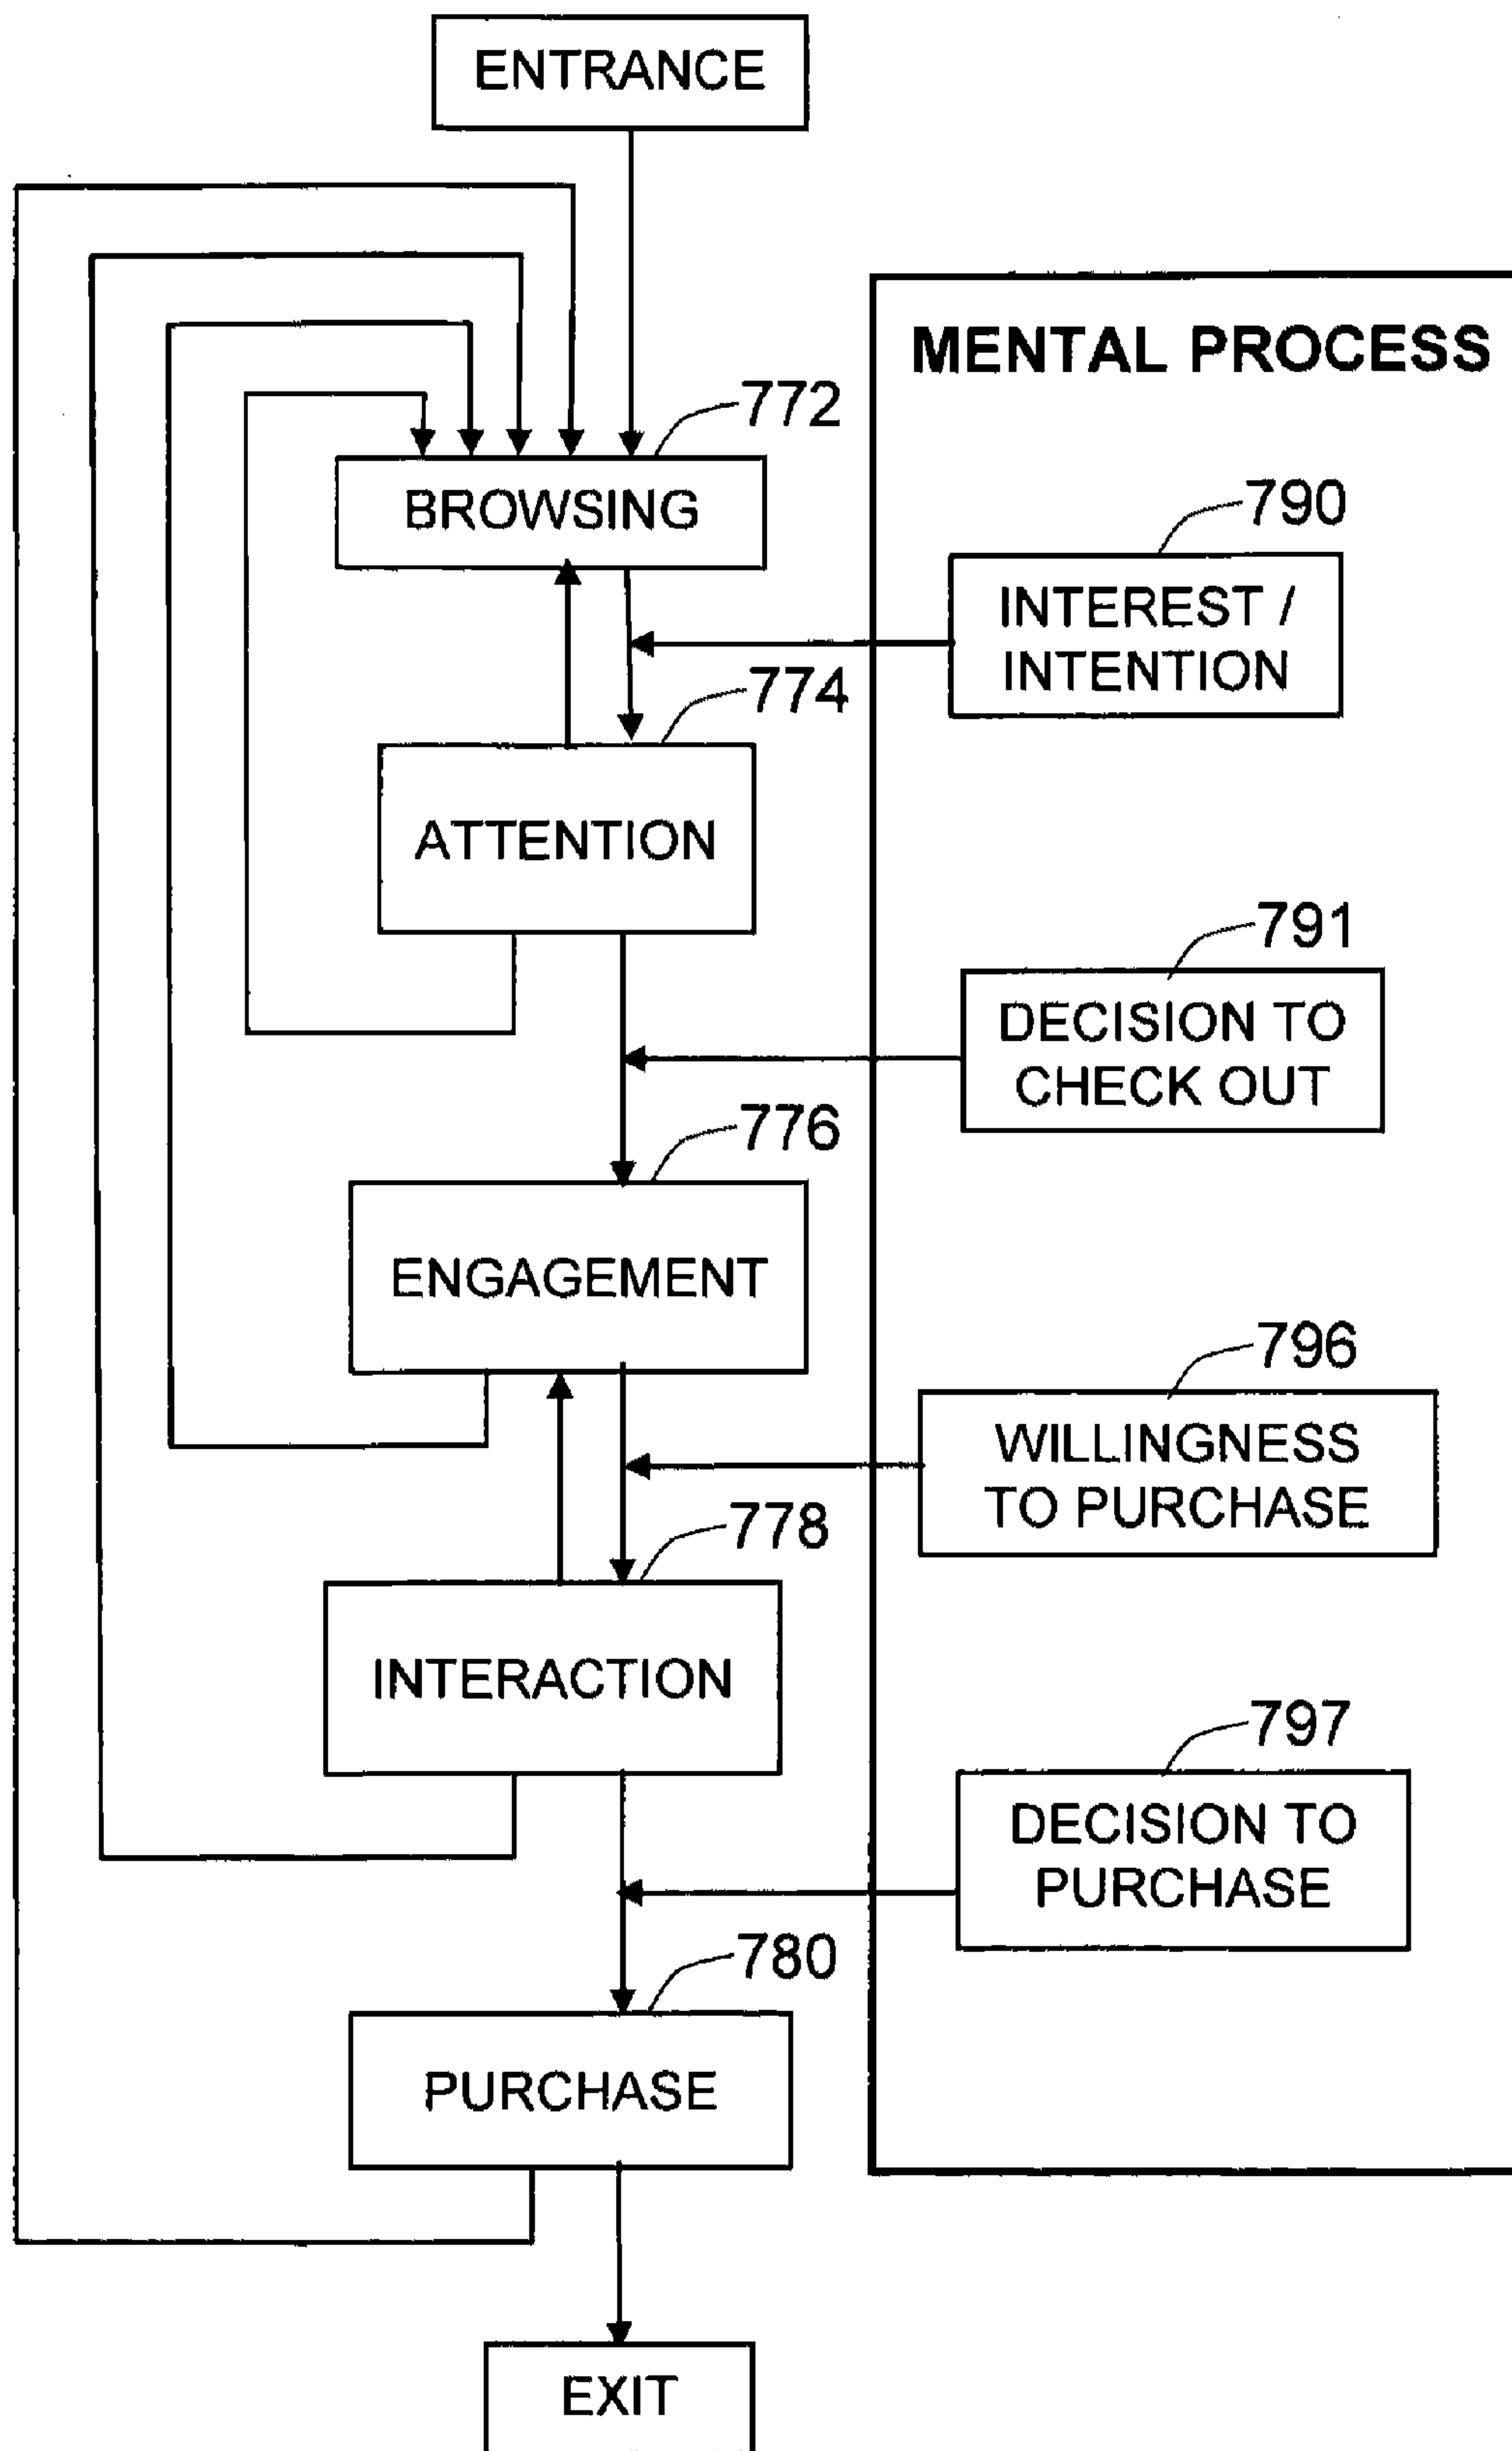 ENTRANCE
MENTAL PROCESS
772
BROWSING
790
INTEREST /
INTENTION
774
ATTENTION
791
DECISION TO
CHECK OUT
776
ENGAGEMENT
796
WILLINGNESS
TO PURCHASE
778
INTERACTION
797
DECISION TO
PURCHASE
780
PURCHASE
EXIT